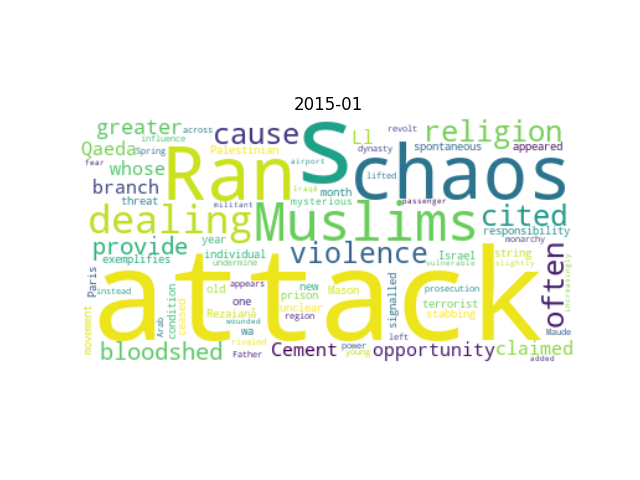 2015-01
greater
across
influence
cause
S
Ll
revolt
religion
Qaeda
Spring
Palestinian
dynasty
spontaneous
appeared
fear
whose
Ran
airport
lifted
chaos
branch
threat
militant
Iraqâ
month
mysterious
passenger
dealing
Muslims
cited
responsibility
provide
year
violence
often
monarchy
exemplifies
individual
undermine
Israel
vulnerable
string
slightly
increasingly
Paris
instead
attack
movement
Arab
condition
ceased
old
appears
Rezaianâ
wounded
one
new
prison
unclear
region
Mason
signalled
prosecution
terrorist
stabbing
wa
rivaled
Father
left
power
young
Maude
bloodshed
Cement
opportunity
claimed
added